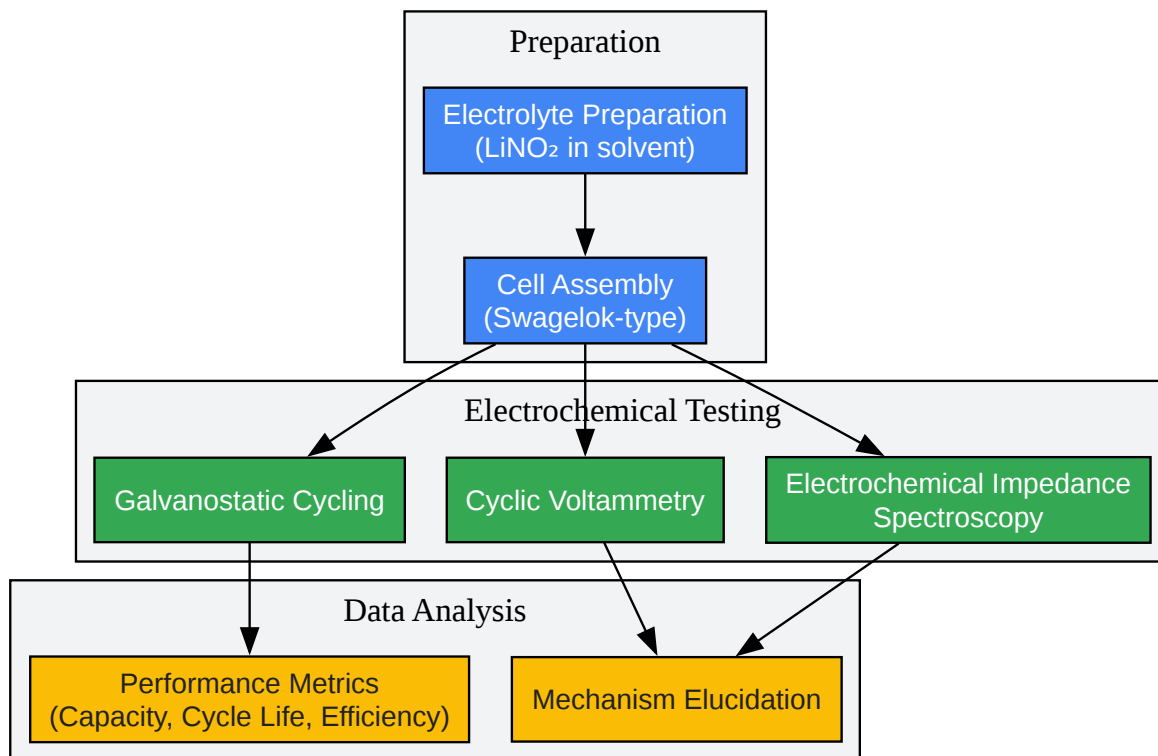 Preparation
Electrolyte Preparation
(LiNO₂ in solvent)
Cell Assembly
(Swagelok-type)
Electrochemical Testing
Galvanostatic Cycling
Cyclic Voltammetry
Electrochemical Impedance
Spectroscopy
Data Analysis
Performance Metrics
(Capacity, Cycle Life, Efficiency)
Mechanism Elucidation